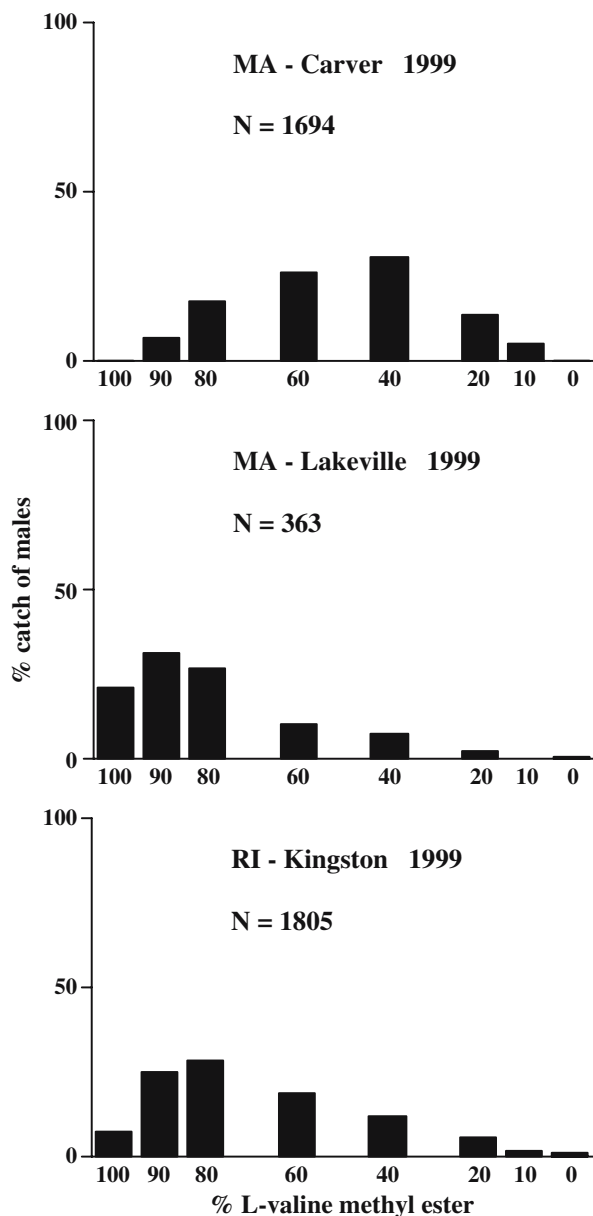 100
MA - Carver 1999
N = 1694
50
0
100 90 80 60 40 20 10 0
100
MA - Lakeville 1999
N = 363
% catch of males
50
0
100 90 80 60 40 20 10 0
100
RI - Kingston 1999
N = 1805
50
0
100 90 80 60 40 20 10 0
% L-valine methyl ester